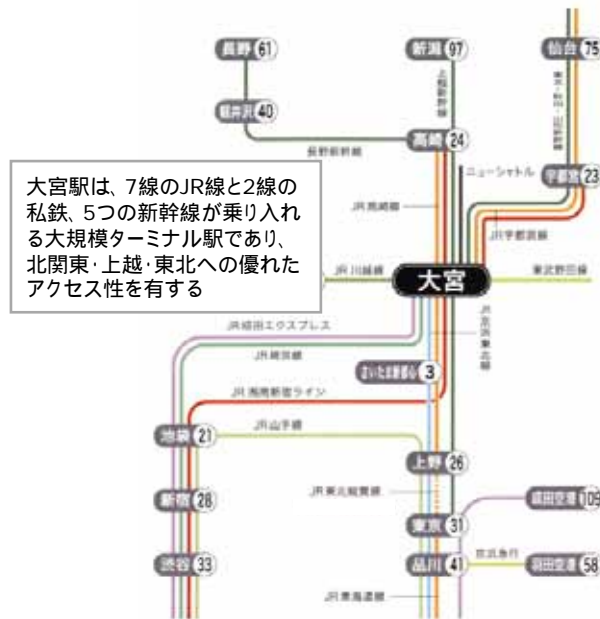 長野 61
新潟 97
仙台 75
軽井沢 40
上越新幹線
高崎 24
長野新幹線
ニューシャトル
宇都宮 23
大宮駅は、7線のJR線と2線の
私鉄、5つの新幹線が乗り入れ
る大規模ターミナル駅であり、
北関東・上越・東北への優れた
アクセス性を有する
JR高崎線
JR宇都宮線
JR川越線
大宮
東武野田線
JR成田エクスプレス
JR埼京線
JR京浜東北線
さいたま新都心 3
JR湘南新宿ライン
池袋 21
JR山手線
上野 26
新宿 28
JR東北縦貫線
成田空港 109
東京 31
渋谷 33
品川 41
京浜急行
羽田空港 58
JR東海道線